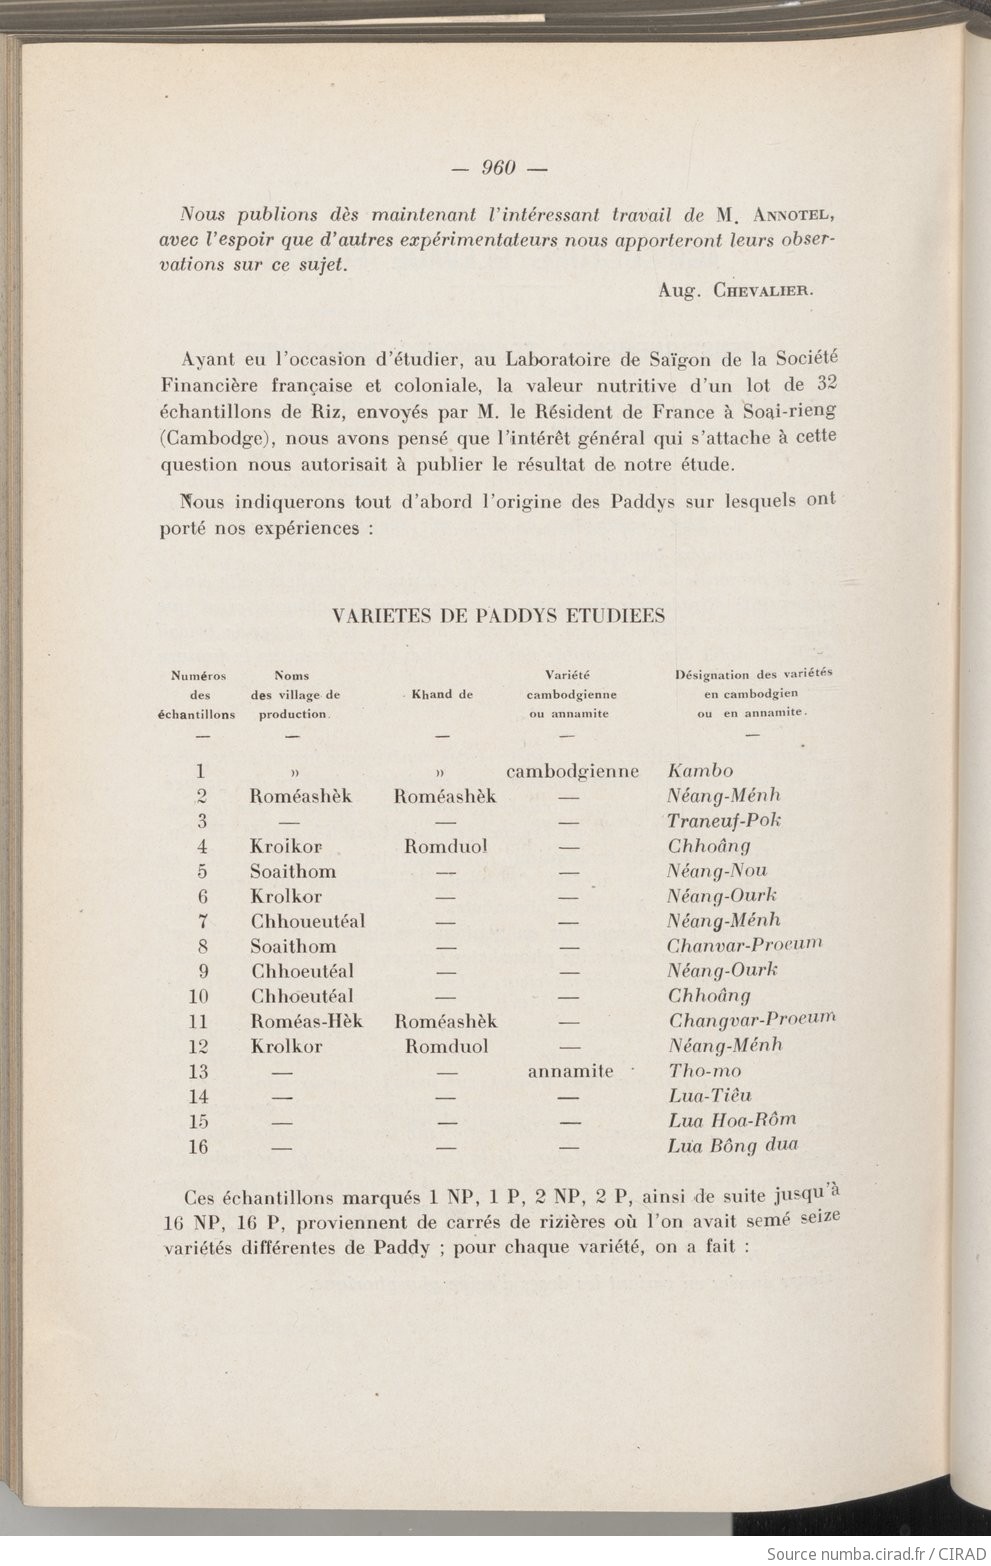 — 960 —
Nous publions dès maintenant l'intéressant travail de M. ANNOTEL,
avec l'espoir que d'autres expérimentateurs nous apporteront leurs obser-
vations sur ce sujet.
Aug. CHEVALIER.
Ayant eu l'occasion d'étudier, au Laboratoire de Saïgon de la Société
Financière française et coloniale, la valeur nutritive d'un lot de 32
échantillons de Riz, envoyés par M. le Résident de France à Soai-rieng
(Cambodge), nous avons pensé que l'intérêt général qui s'attache à cette
question nous autorisait à publier le résultat de notre étude.
Nous indiquerons tout d'abord l'origine des Paddys sur lesquels ont
porté nos expériences :
VARIETES DE PADDYS ETUDIEES
Numéros Noms Variété Désignation des variétés
des des village de Khand de cambodgienne en cambodgien
échantillons production. ou annamite ou en annamite.
— — — — —
1 » » cambodgienne Kambo
2 Roméashèk Roméashèk — Néang-Ménh
3 — — — Traneuf-Pok
4 Kroikor Romduol — Chhoâng
5 Soaithom — — Néang-Nou
6 Krolkor — — Néang-Ourk
7 Chhoueutéal — — Néang-Ménh
8 Soaithom — — Chanvar-Procum
9 Chhoeutéal — — Néang-Ourk
10 Chhoeutéal — — Chhoâng
11 Roméas-Hèk Roméashèk — Changvar-Proeum
12 Krolkor Romduol — Néang-Ménh
13 — — annamite Tho-mo
14 — — — Lua-Tiêu
15 — — — Lua Hoa-Rôm
16 — — — Lua Bông dua
Ces échantillons marqués 1 NP, 1 P, 2 NP, 2 P, ainsi de suite jusqu'à
16 NP, 16 P, proviennent de carrés de rizières où l'on avait semé seize
variétés différentes de Paddy ; pour chaque variété, on a fait :
Source numba.cirad.fr / CIRAD